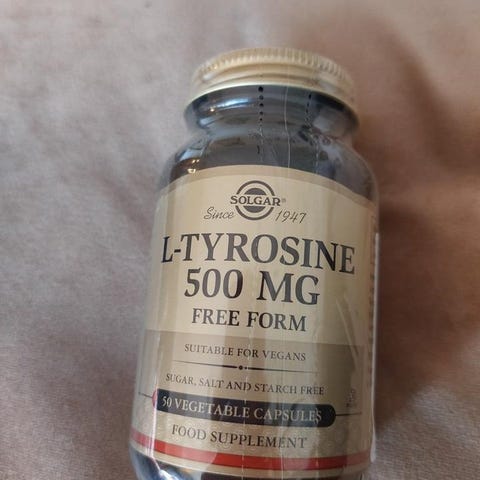 SOLGAR®
Since 1947
L-TYROSINE
500 MG
FREE FORM
SUITABLE FOR VEGANS
SUGAR, SALT AND STARCH FREE
50 VEGETABLE CAPSULES
FOOD SUPPLEMENT